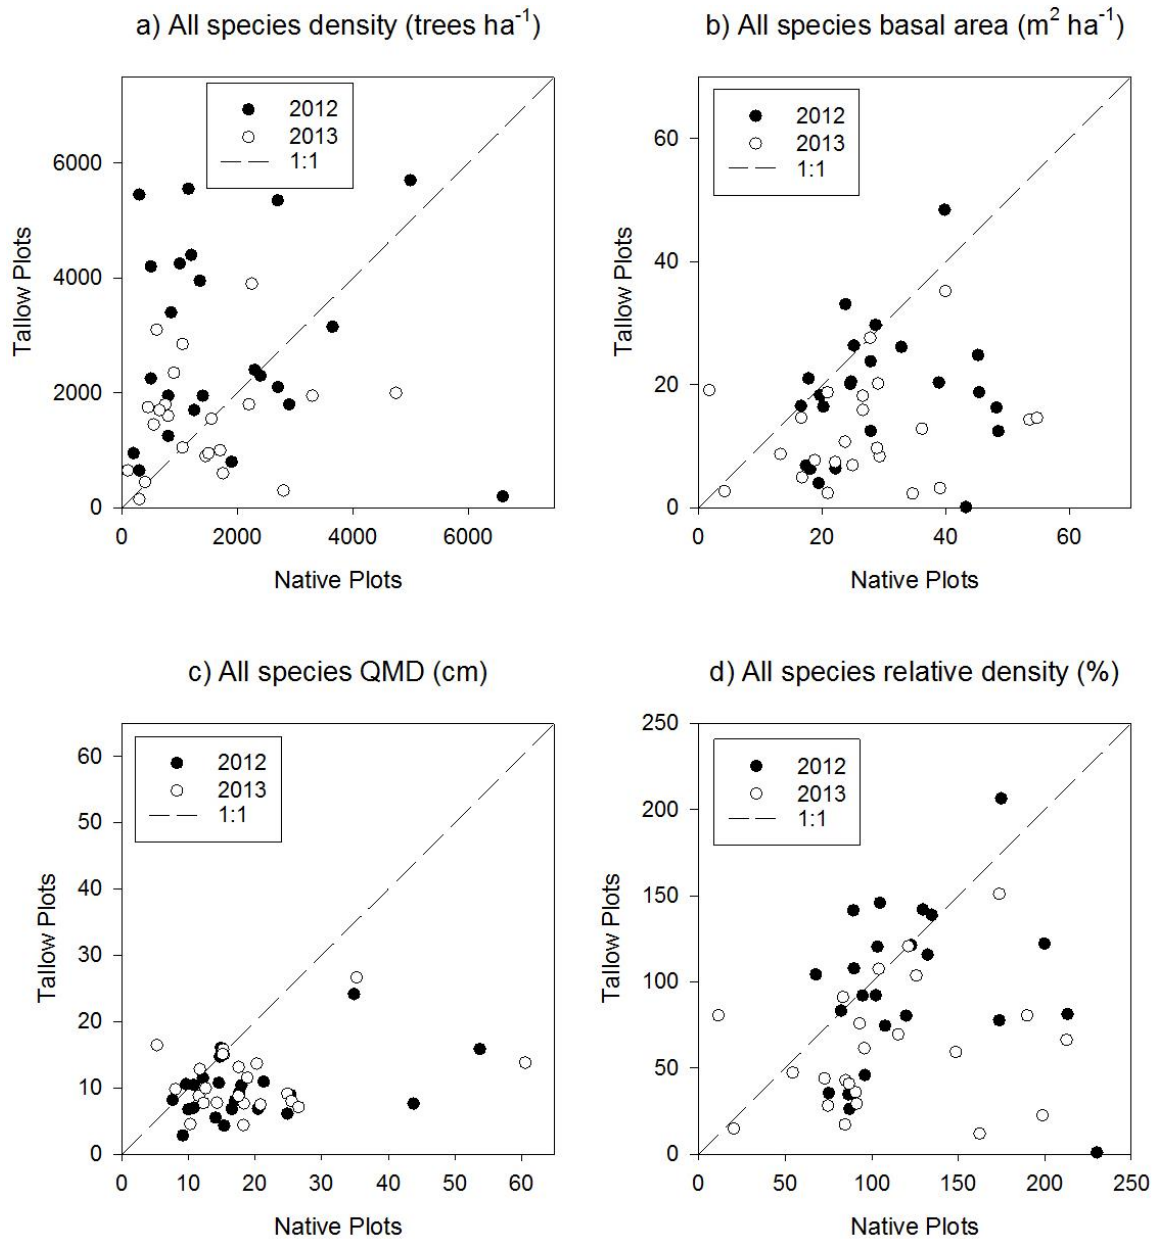 a) All species density (trees ha⁻¹)
2012
2013
1:1
6000
4000
2000
0
0 2000 4000 6000
Tallow Plots
Native Plots
b) All species basal area (m² ha⁻¹)
2012
2013
1:1
60
40
20
0
0 20 40 60
Tallow Plots
Native Plots
c) All species QMD (cm)
2012
2013
1:1
60
50
40
30
20
10
0
0 10 20 30 40 50 60
Tallow Plots
Native Plots
d) All species relative density (%)
2012
2013
1:1
250
200
150
100
50
0
0 50 100 150 200 250
Tallow Plots
Native Plots